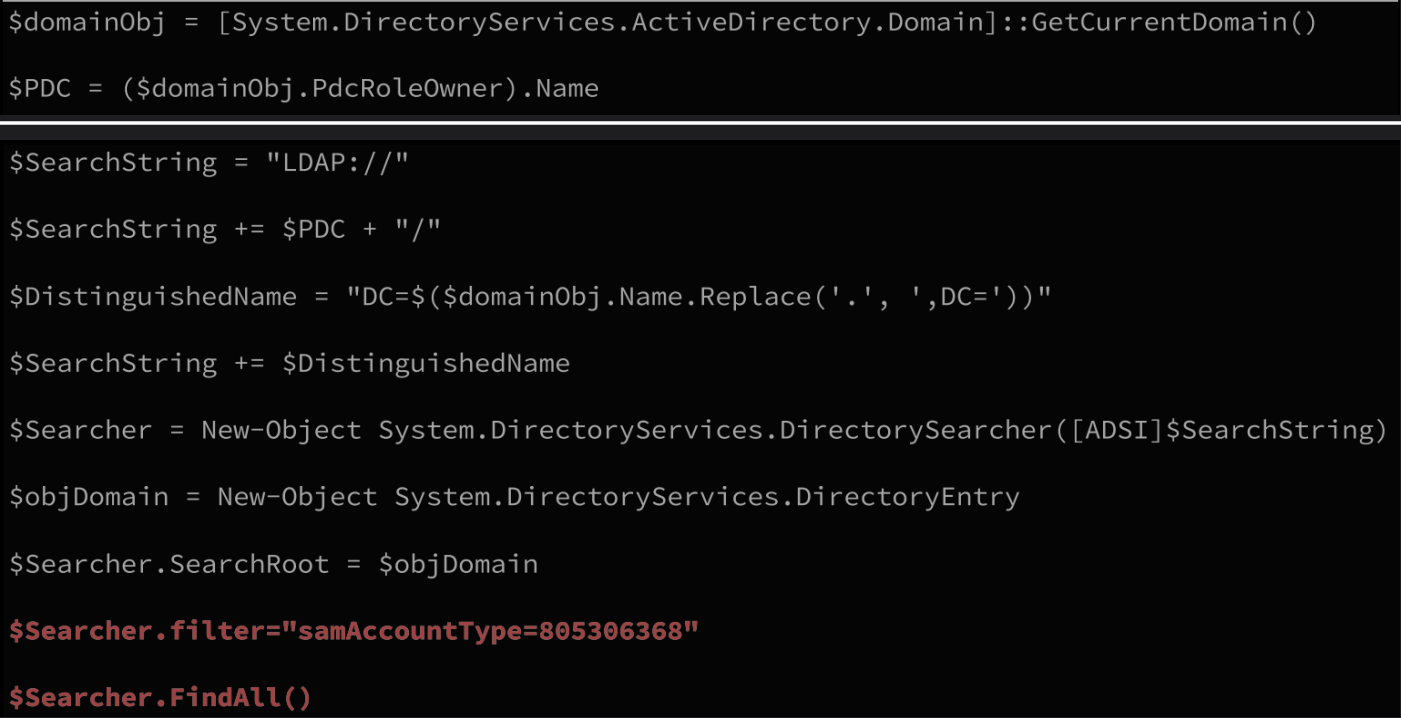 $domainObj = [System.DirectoryServices.ActiveDirectory.Domain]::GetCurrentDomain()
$PDC = ($domainObj.PdcRoleOwner).Name
$SearchString = "LDAP://"
$SearchString += $PDC + "/"
$DistinguishedName = "DC=$($domainObj.Name.Replace('.', ',DC='))"
$SearchString += $DistinguishedName
$Searcher = New-Object System.DirectoryServices.DirectorySearcher([ADSI]$SearchString)
$objDomain = New-Object System.DirectoryServices.DirectoryEntry
$Searcher.SearchRoot = $objDomain
$Searcher.filter="samAccountType=805306368"
$Searcher.FindAll()